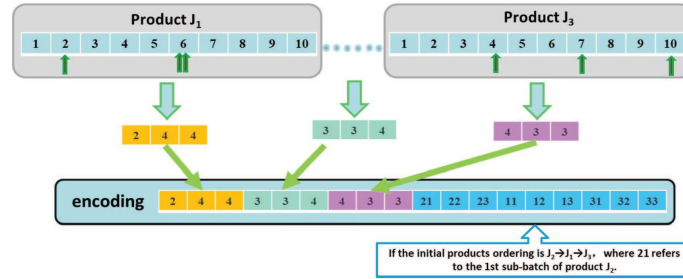 Product J1
Product J3
1 2 3 4 5 6 7 8 9 10
1 2 3 4 5 6 7 8 9 10
2 4 4
3 3 4
4 3 3
encoding
2 4 4 3 3 4 4 3 3 21 22 23 11 12 13 31 32 33
If the initial products ordering is J2→J1→J3, where 21 refers
to the 1st sub-batch of product J2.